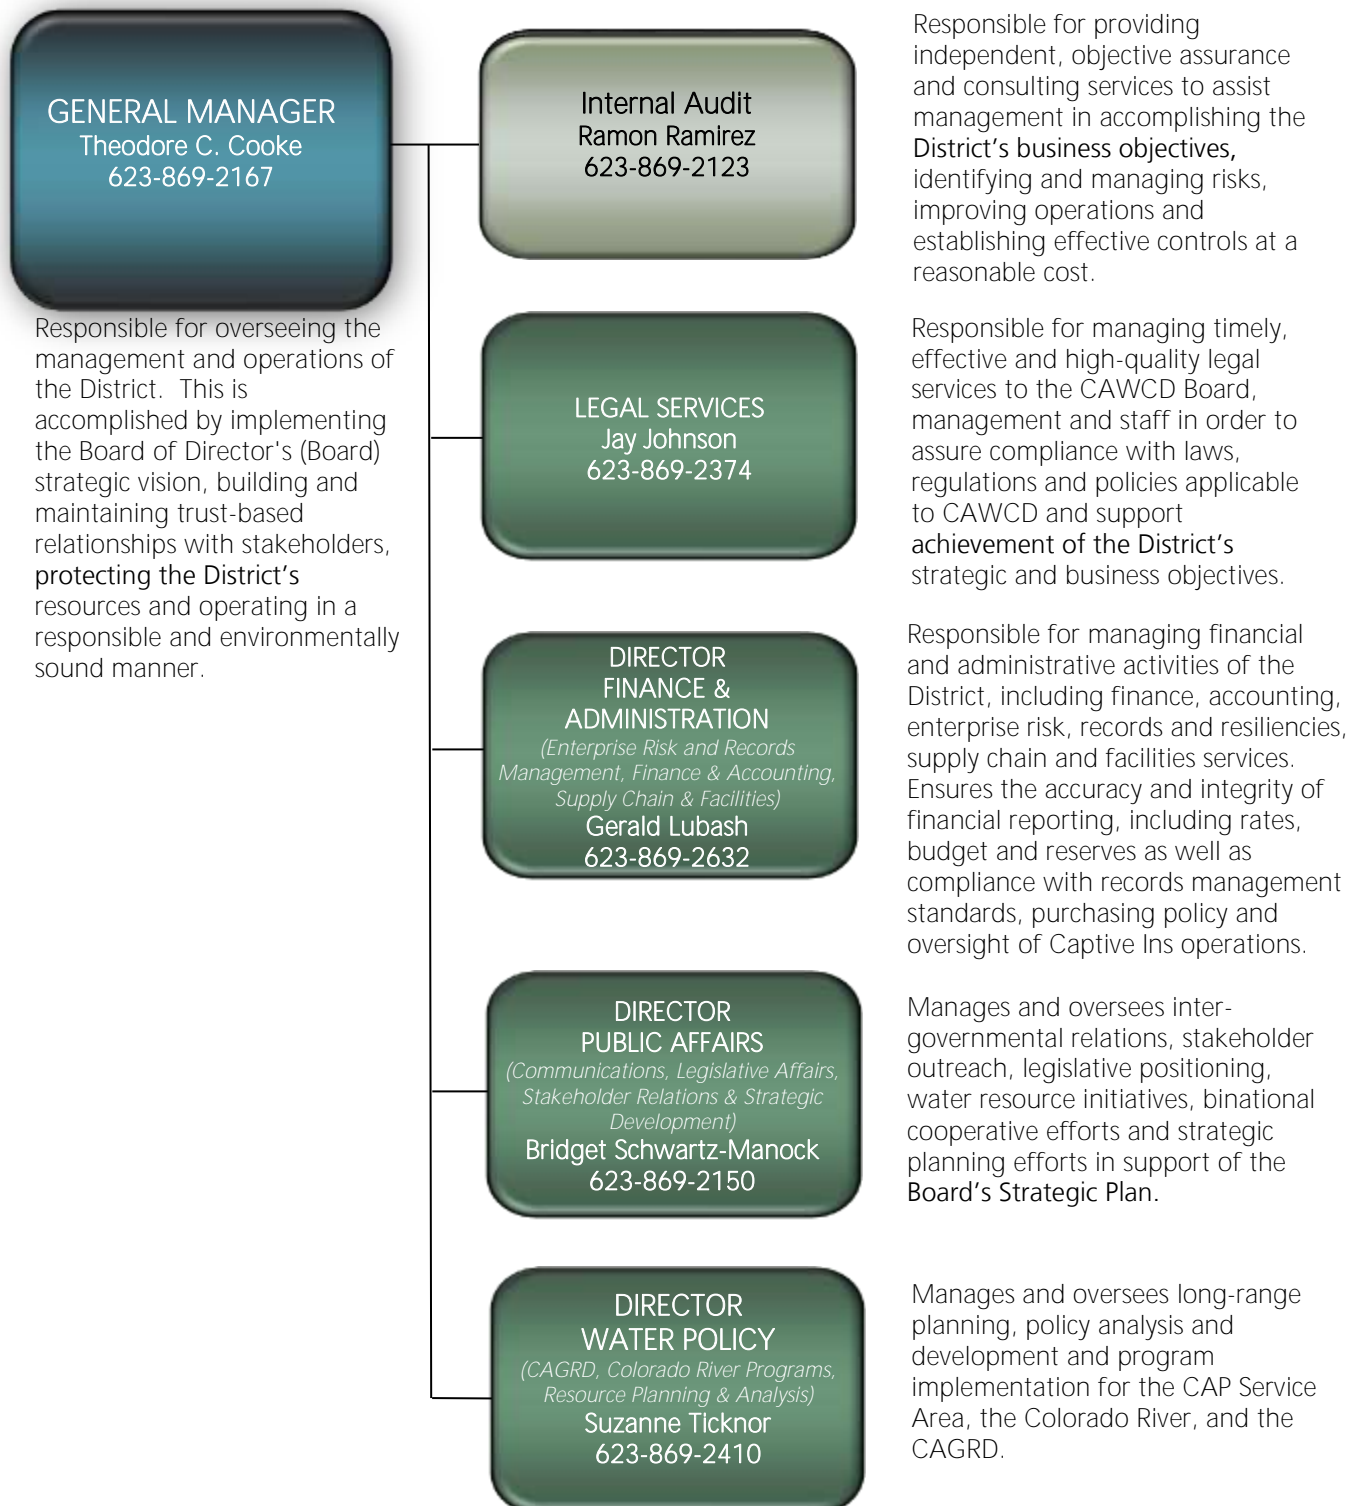 GENERAL MANAGER
Theodore C. Cooke
623-869-2167
Responsible for overseeing the
management and operations of
the District.  This is
accomplished by implementing
the Board of Director's (Board)
strategic vision, building and
maintaining trust-based
relationships with stakeholders,
protecting the District’s
resources and operating in a
responsible and environmentally
sound manner.
Internal Audit
Ramon Ramirez
623-869-2123
Responsible for providing
independent, objective assurance
and consulting services to assist
management in accomplishing the
District’s business objectives,
identifying and managing risks,
improving operations and
establishing effective controls at a
reasonable cost.
LEGAL SERVICES
Jay Johnson
623-869-2374
Responsible for managing timely,
effective and high-quality legal
services to the CAWCD Board,
management and staff in order to
assure compliance with laws,
regulations and policies applicable
to CAWCD and support
achievement of the District’s
strategic and business objectives.
DIRECTOR
FINANCE &
ADMINISTRATION
(Enterprise Risk and Records
Management, Finance & Accounting,
Supply Chain & Facilities)
Gerald Lubash
623-869-2632
Responsible for managing financial
and administrative activities of the
District, including finance, accounting,
enterprise risk, records and resiliencies,
supply chain and facilities services.
Ensures the accuracy and integrity of
financial reporting, including rates,
budget and reserves as well as
compliance with records management
standards, purchasing policy and
oversight of Captive Ins operations.
DIRECTOR
PUBLIC AFFAIRS
(Communications, Legislative Affairs,
Stakeholder Relations & Strategic
Development)
Bridget Schwartz-Manock
623-869-2150
Manages and oversees inter-
governmental relations, stakeholder
outreach, legislative positioning,
water resource initiatives, binational
cooperative efforts and strategic
planning efforts in support of the
Board’s Strategic Plan.
DIRECTOR
WATER POLICY
(CAGRD, Colorado River Programs,
Resource Planning & Analysis)
Suzanne Ticknor
623-869-2410
Manages and oversees long-range
planning, policy analysis and
development and program
implementation for the CAP Service
Area, the Colorado River, and the
CAGRD.